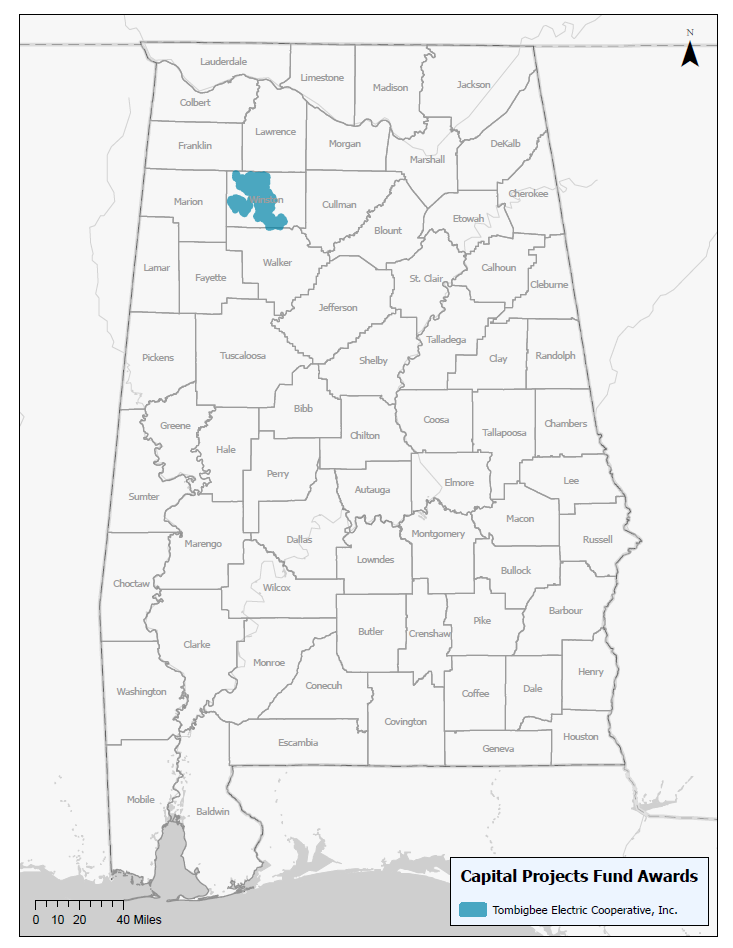 N
Lauderdale
Limestone
Madison
Jackson
Colbert
Lawrence
Franklin
Morgan
DeKalb
Marshall
Marion
Winston
Cullman
Cherokee
Etowah
Blount
Lamar
Fayette
Walker
St. Clair
Calhoun
Cleburne
Jefferson
Talladega
Pickens
Tuscaloosa
Shelby
Clay
Randolph
Bibb
Greene
Chilton
Coosa
Tallapoosa
Chambers
Hale
Perry
Autauga
Elmore
Lee
Sumter
Macon
Marengo
Dallas
Montgomery
Russell
Lowndes
Bullock
Choctaw
Wilcox
Barbour
Butler
Crenshaw
Pike
Clarke
Monroe
Conecuh
Henry
Washington
Coffee
Dale
Covington
Escambia
Geneva
Houston
Mobile
Baldwin
Capital Projects Fund Awards
Tombigbee Electric Cooperative, Inc.
0 10 20 40 Miles